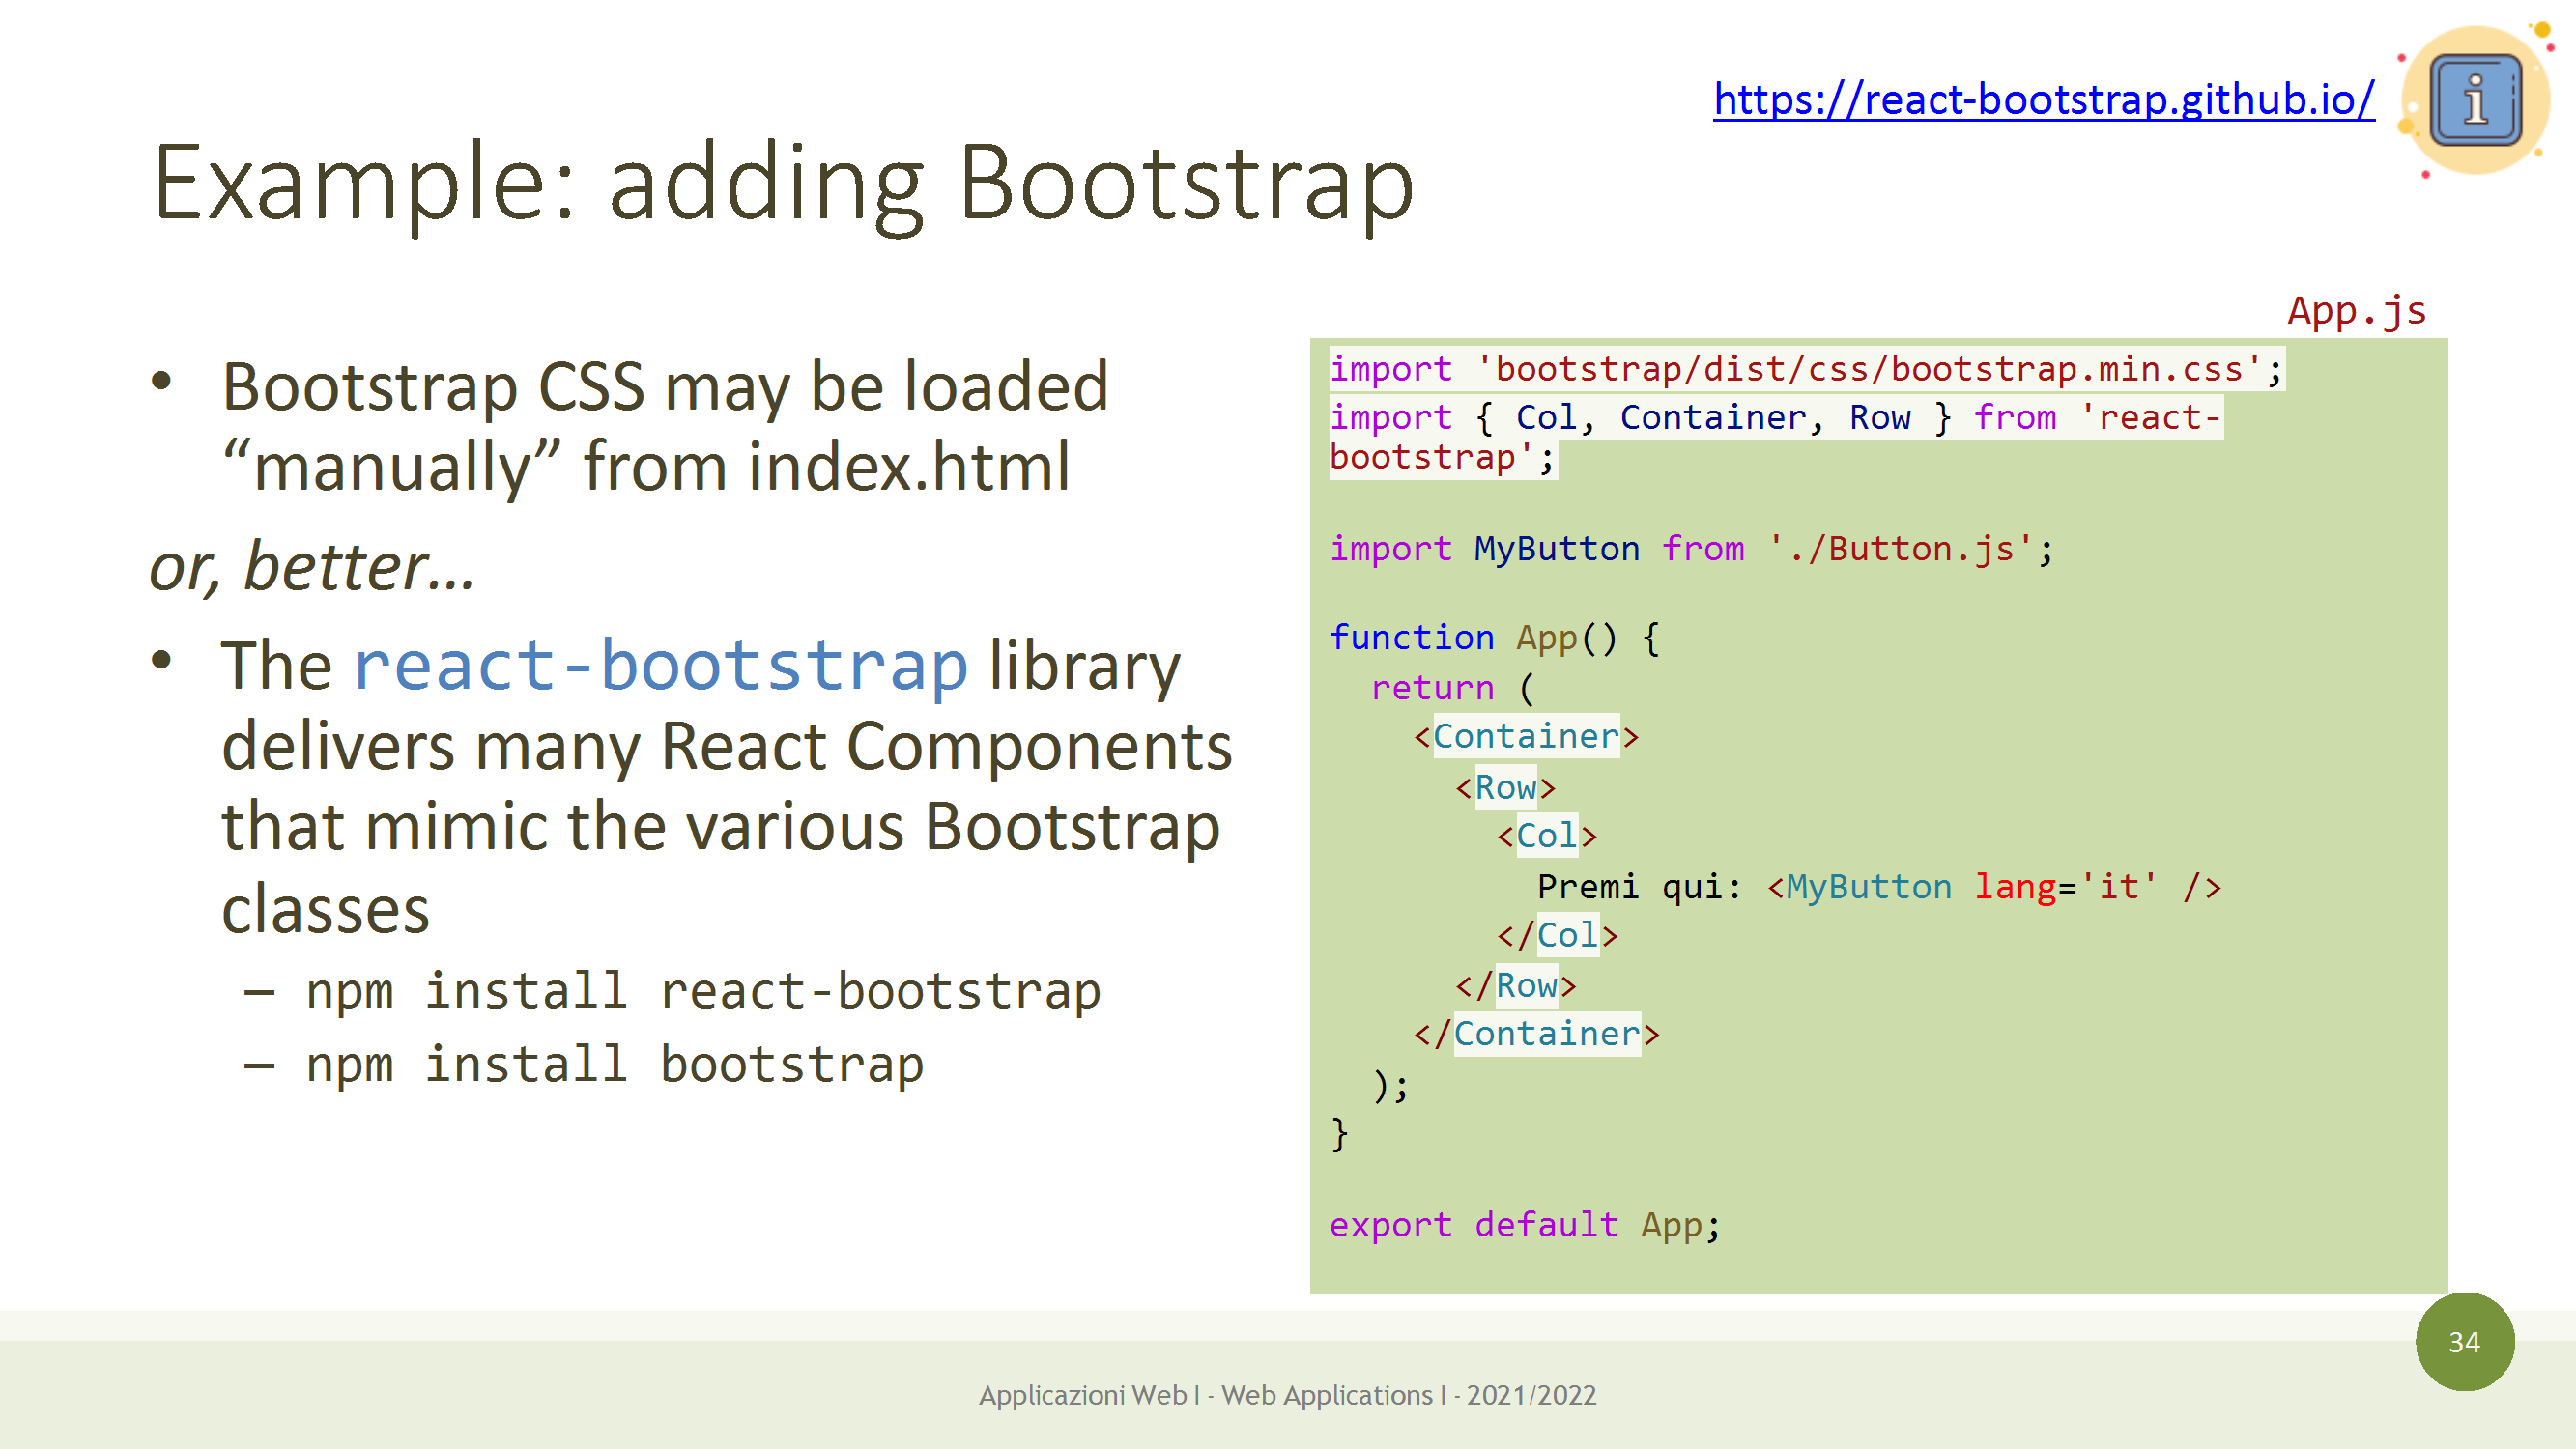 https://react-bootstrap.github.io/
i
Example: adding Bootstrap
• Bootstrap CSS may be loaded
“manually” from index.html
or, better…
• The react-bootstrap library
delivers many React Components
that mimic the various Bootstrap
classes
– npm install react-bootstrap
– npm install bootstrap
App.js
import 'bootstrap/dist/css/bootstrap.min.css';
import { Col, Container, Row } from 'react-
bootstrap';
import MyButton from './Button.js';
function App() {
return (
<Container>
<Row>
<Col>
Premi qui: <MyButton lang='it' />
</Col>
</Row>
</Container>
);
}
export default App;
34
Applicazioni Web I - Web Applications I - 2021/2022